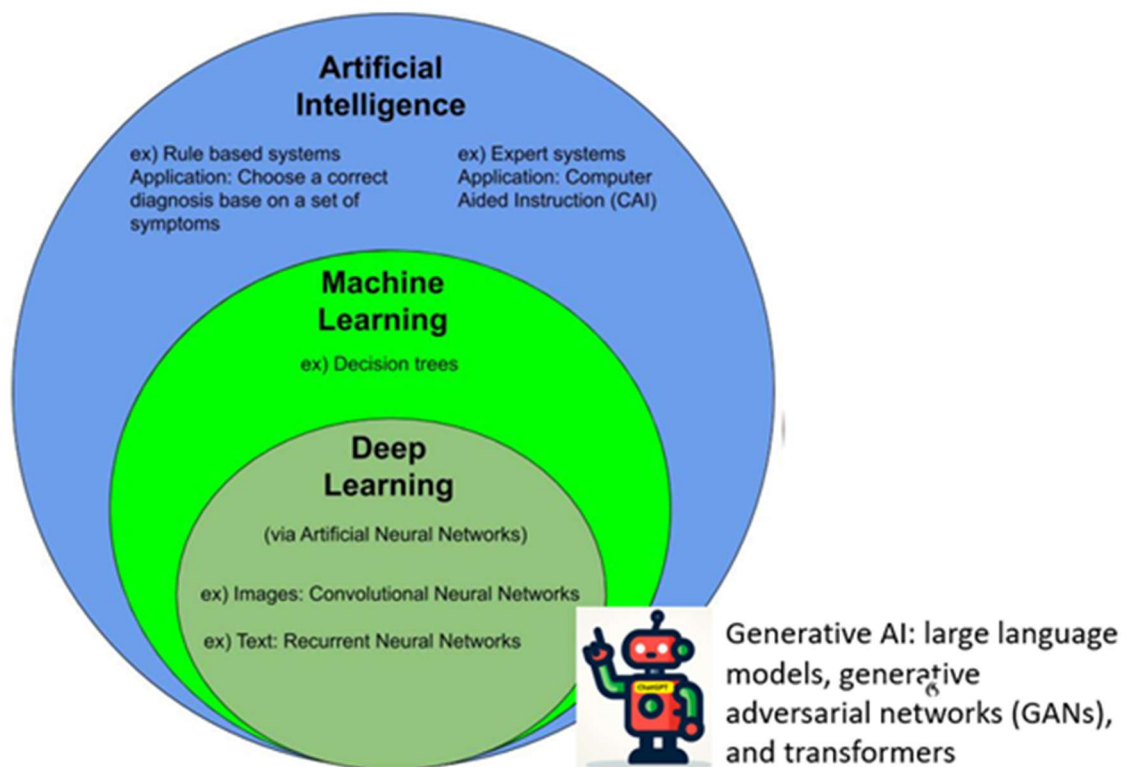 Artificial
Intelligence
ex) Rule based systems
Application: Choose a correct
diagnosis base on a set of
symptoms
ex) Expert systems
Application: Computer
Aided Instruction (CAI)
Machine
Learning
ex) Decision trees
Deep
Learning
(via Artificial Neural Networks)
ex) Images: Convolutional Neural Networks
ex) Text: Recurrent Neural Networks
ChatGPT
Generative AI: large language
models, generative
adversarial networks (GANs),
and transformers